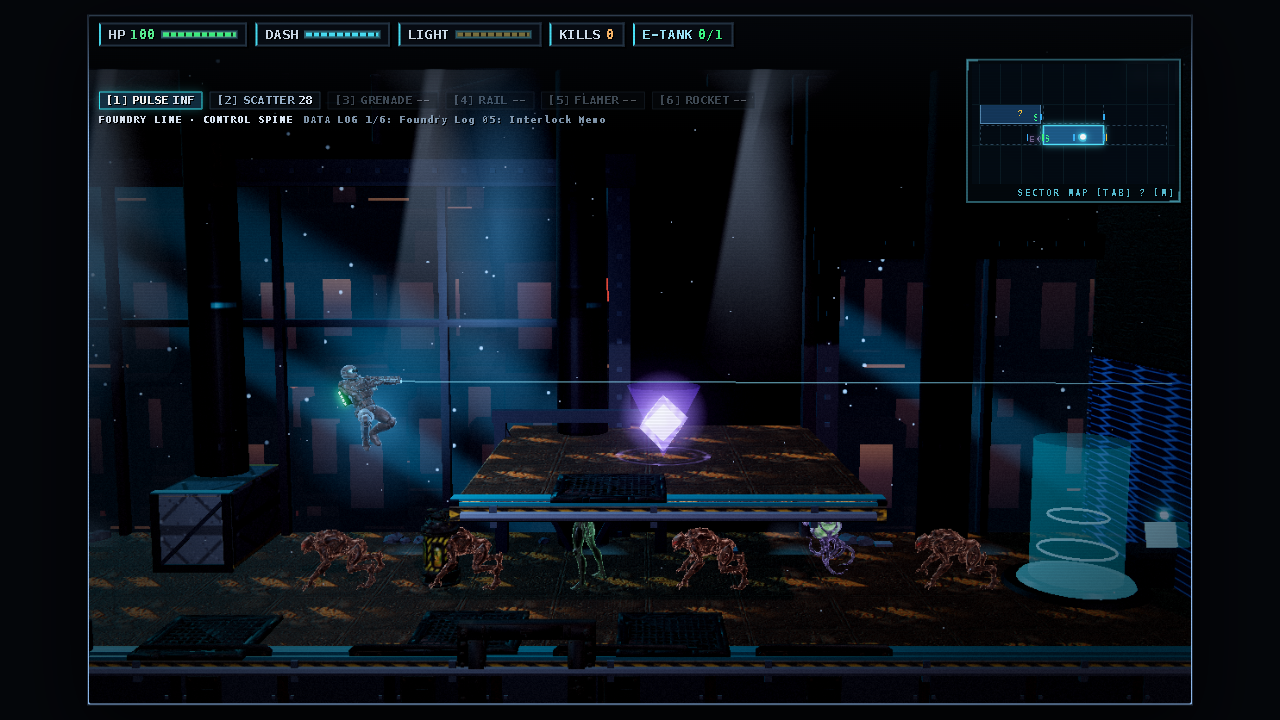 HP 100 DASH LIGHT KILLS 0 E-TANK 0/1
[1] PULSE INF [2] SCATTER 28 [3] GRENADE -- [4] RAIL -- [5] FLAMER -- [6] ROCKET --
FOUNDRY LINE · CONTROL SPINE DATA LOG 1/6: Foundry Log 05: Interlock Memo
? S
S
SECTOR MAP [TAB] ? [M]